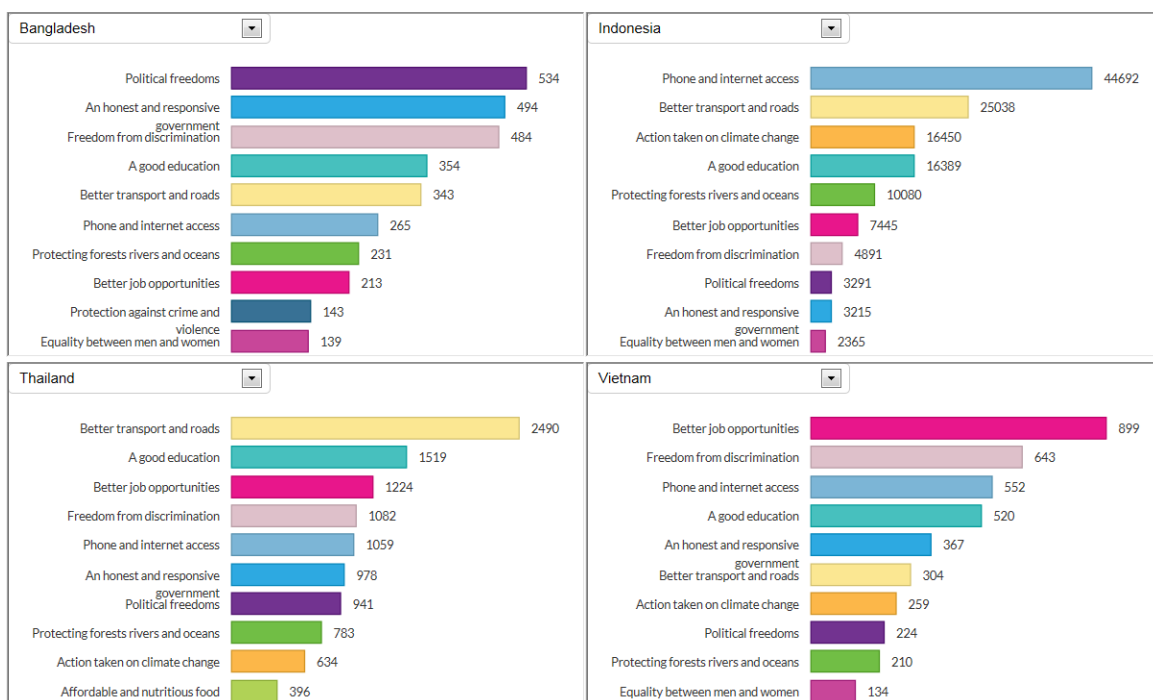 Bangladesh
Political freedoms 534
An honest and responsive 494
government
Freedom from discrimination 484
A good education 354
Better transport and roads 343
Phone and internet access 265
Protecting forests rivers and oceans 231
Better job opportunities 213
Protection against crime and 143
violence
Equality between men and women 139
Indonesia
Phone and internet access 44692
Better transport and roads 25038
Action taken on climate change 16450
A good education 16389
Protecting forests rivers and oceans 10080
Better job opportunities 7445
Freedom from discrimination 4891
Political freedoms 3291
An honest and responsive 3215
government
Equality between men and women 2365
Thailand
Better transport and roads 2490
A good education 1519
Better job opportunities 1224
Freedom from discrimination 1082
Phone and internet access 1059
An honest and responsive 978
government
Political freedoms 941
Protecting forests rivers and oceans 783
Action taken on climate change 634
Affordable and nutritious food 396
Vietnam
Better job opportunities 899
Freedom from discrimination 643
Phone and internet access 552
A good education 520
An honest and responsive 367
government
Better transport and roads 304
Action taken on climate change 259
Political freedoms 224
Protecting forests rivers and oceans 210
Equality between men and women 134